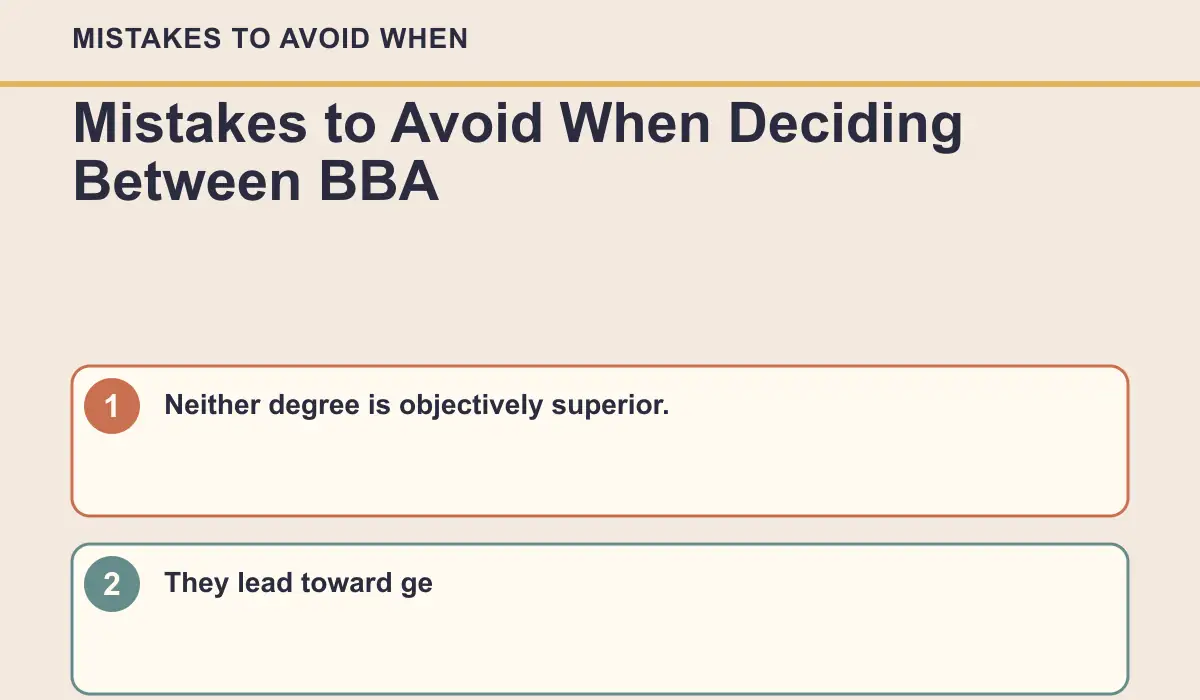 MISTAKES TO AVOID WHEN
Mistakes to Avoid When Deciding
Between BBA
1 Neither degree is objectively superior.
2 They lead toward ge